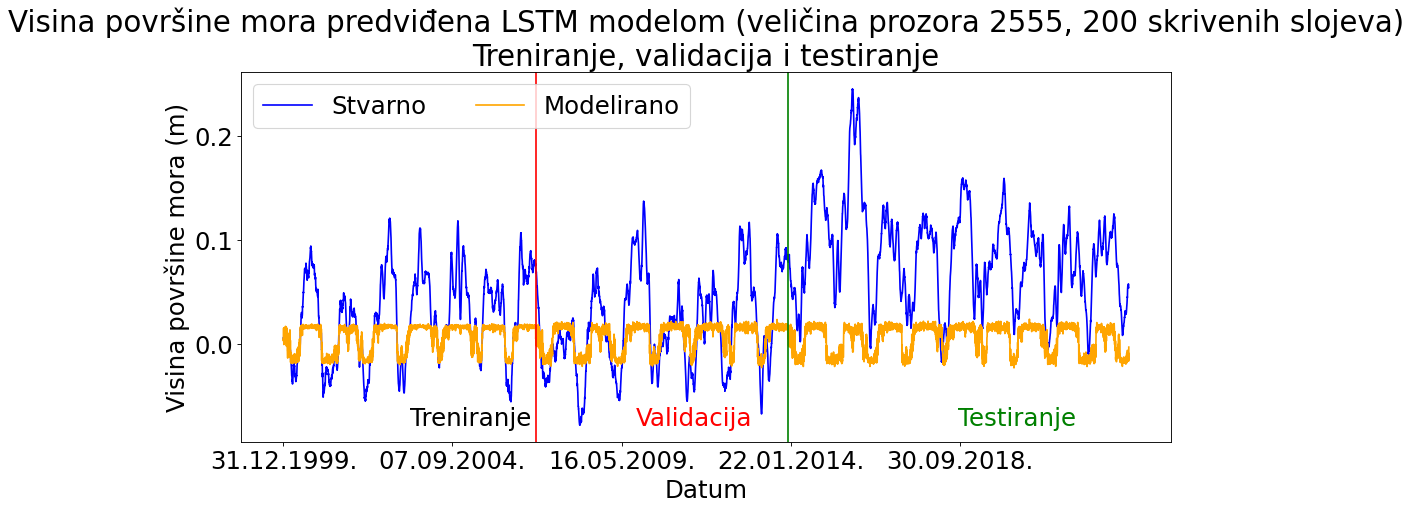 Visina površine mora predviđena LSTM modelom (veličina prozora 2555, 200 skrivenih slojeva)
Treniranje, validacija i testiranje
Stvarno
Modelirano
Visina površine mora (m)
0.2
0.1
0.0
Treniranje
Validacija
Testiranje
31.12.1999.
07.09.2004.
16.05.2009.
22.01.2014.
30.09.2018.
Datum